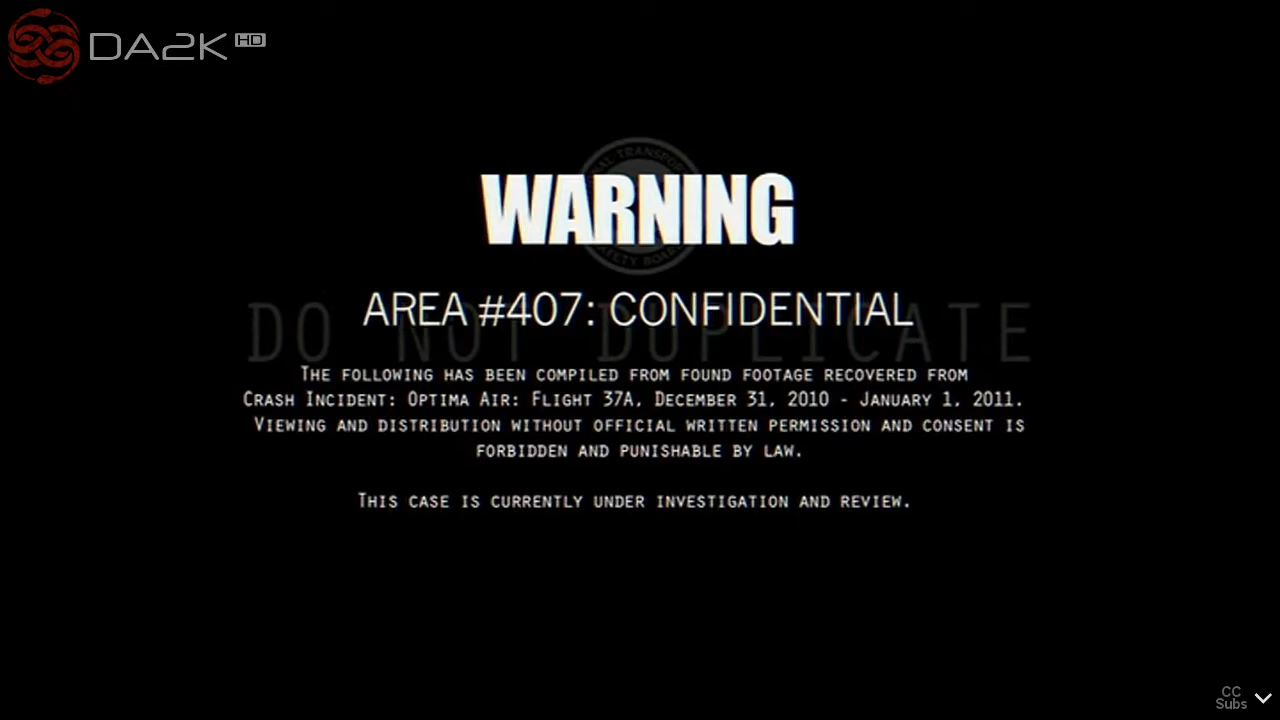 DA2K HD
WARNING
AREA #407: CONFIDENTIAL
DO NOT DUPLICATE
THE FOLLOWING HAS BEEN COMPILED FROM FOUND FOOTAGE RECOVERED FROM
CRASH INCIDENT: OPTIMA AIR: FLIGHT 37A, DECEMBER 31, 2010 - JANUARY 1, 2011.
VIEWING AND DISTRIBUTION WITHOUT OFFICIAL WRITTEN PERMISSION AND CONSENT IS
FORBIDDEN AND PUNISHABLE BY LAW.
THIS CASE IS CURRENTLY UNDER INVESTIGATION AND REVIEW.
CC
Subs